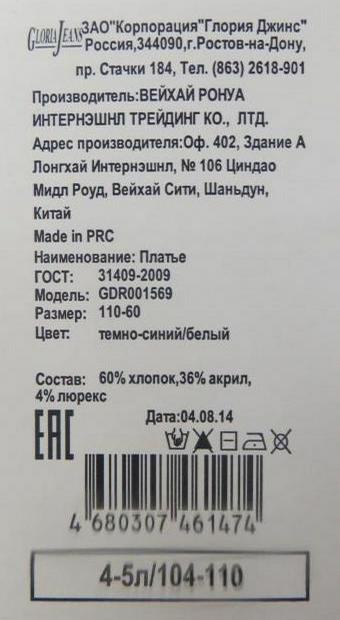 GLORIA JEANS ЗАО"Корпорация"Глория Джинс"
Россия,344090,г.Ростов-на-Дону,
пр. Стачки 184, Тел. (863) 2618-901
Производитель:ВЕЙХАЙ РОНУА
ИНТЕРНЭШНЛ ТРЕЙДИНГ КО., ЛТД.
Адрес производителя:Оф. 402, Здание А
Лонгхай Интернэшнл, № 106 Циндао
Мидл Роуд, Вейхай Сити, Шаньдун,
Китай
Made in PRC
Наименование: Платье
ГОСТ: 31409-2009
Модель: GDR001569
Размер: 110-60
Цвет: темно-синий/белый
Состав: 60% хлопок,36% акрил,
4% люрекс
Дата:04.08.14
EAC
4 680307 461474
4-5л/104-110